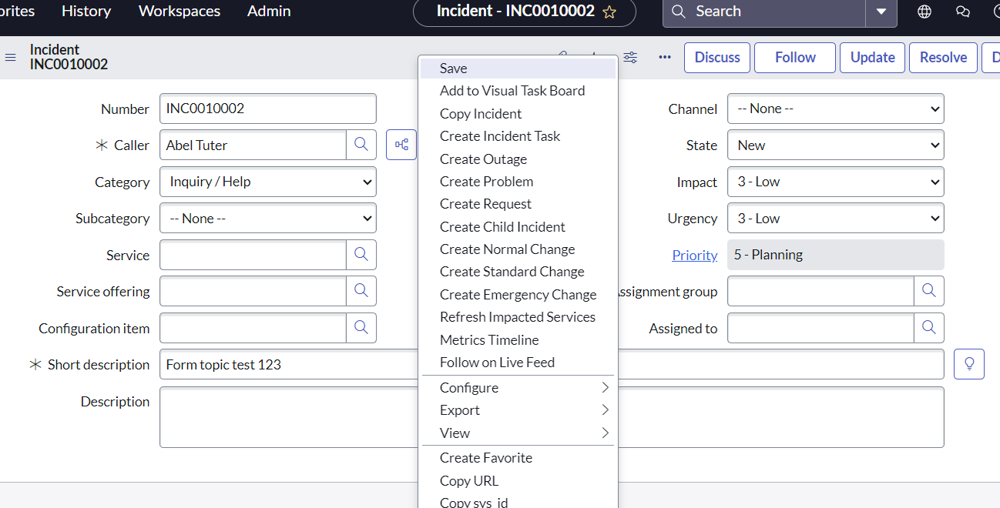 History Workspaces Admin Incident - INC0010002 Search
Incident
INC0010002
Discuss Follow Update Resolve
Number INC0010002
Caller Abel Tuter
Category Inquiry / Help
Subcategory -- None --
Service
Service offering
Configuration item
Short description Form topic test 123
Description
Save
Add to Visual Task Board
Copy Incident
Create Incident Task
Create Outage
Create Problem
Create Request
Create Child Incident
Create Normal Change
Create Standard Change
Create Emergency Change
Refresh Impacted Services
Metrics Timeline
Follow on Live Feed
Configure
Export
View
Create Favorite
Copy URL
Copy sys_id
Channel -- None --
State New
Impact 3 - Low
Urgency 3 - Low
Priority 5 - Planning
Assignment group
Assigned to